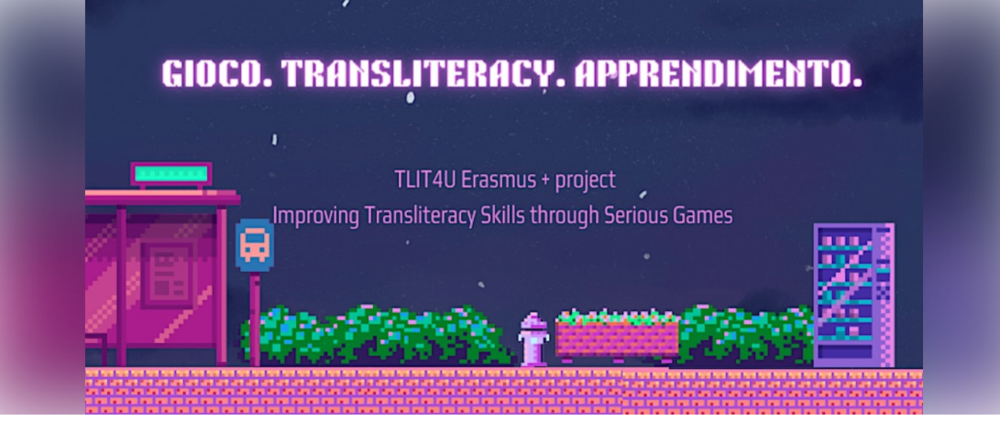 GIOCO. TRANSLITERACY. APPRENDIMENTO.
TLIT4U Erasmus + project
Improving Transliteracy Skills through Serious Games